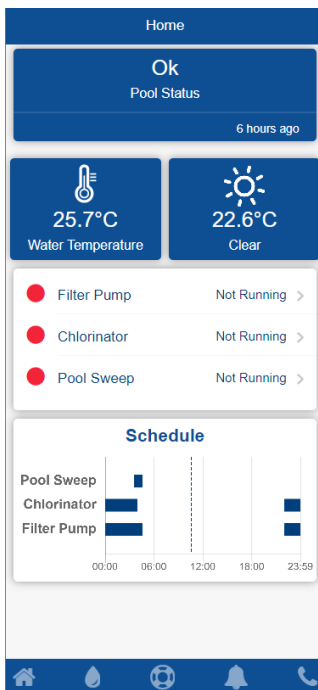 Home
Ok
Pool Status
6 hours ago
25.7°C
Water Temperature
22.6°C
Clear
Filter Pump Not Running
Chlorinator Not Running
Pool Sweep Not Running
Schedule
Pool Sweep
Chlorinator
Filter Pump
00:00 06:00 12:00 18:00 23:59